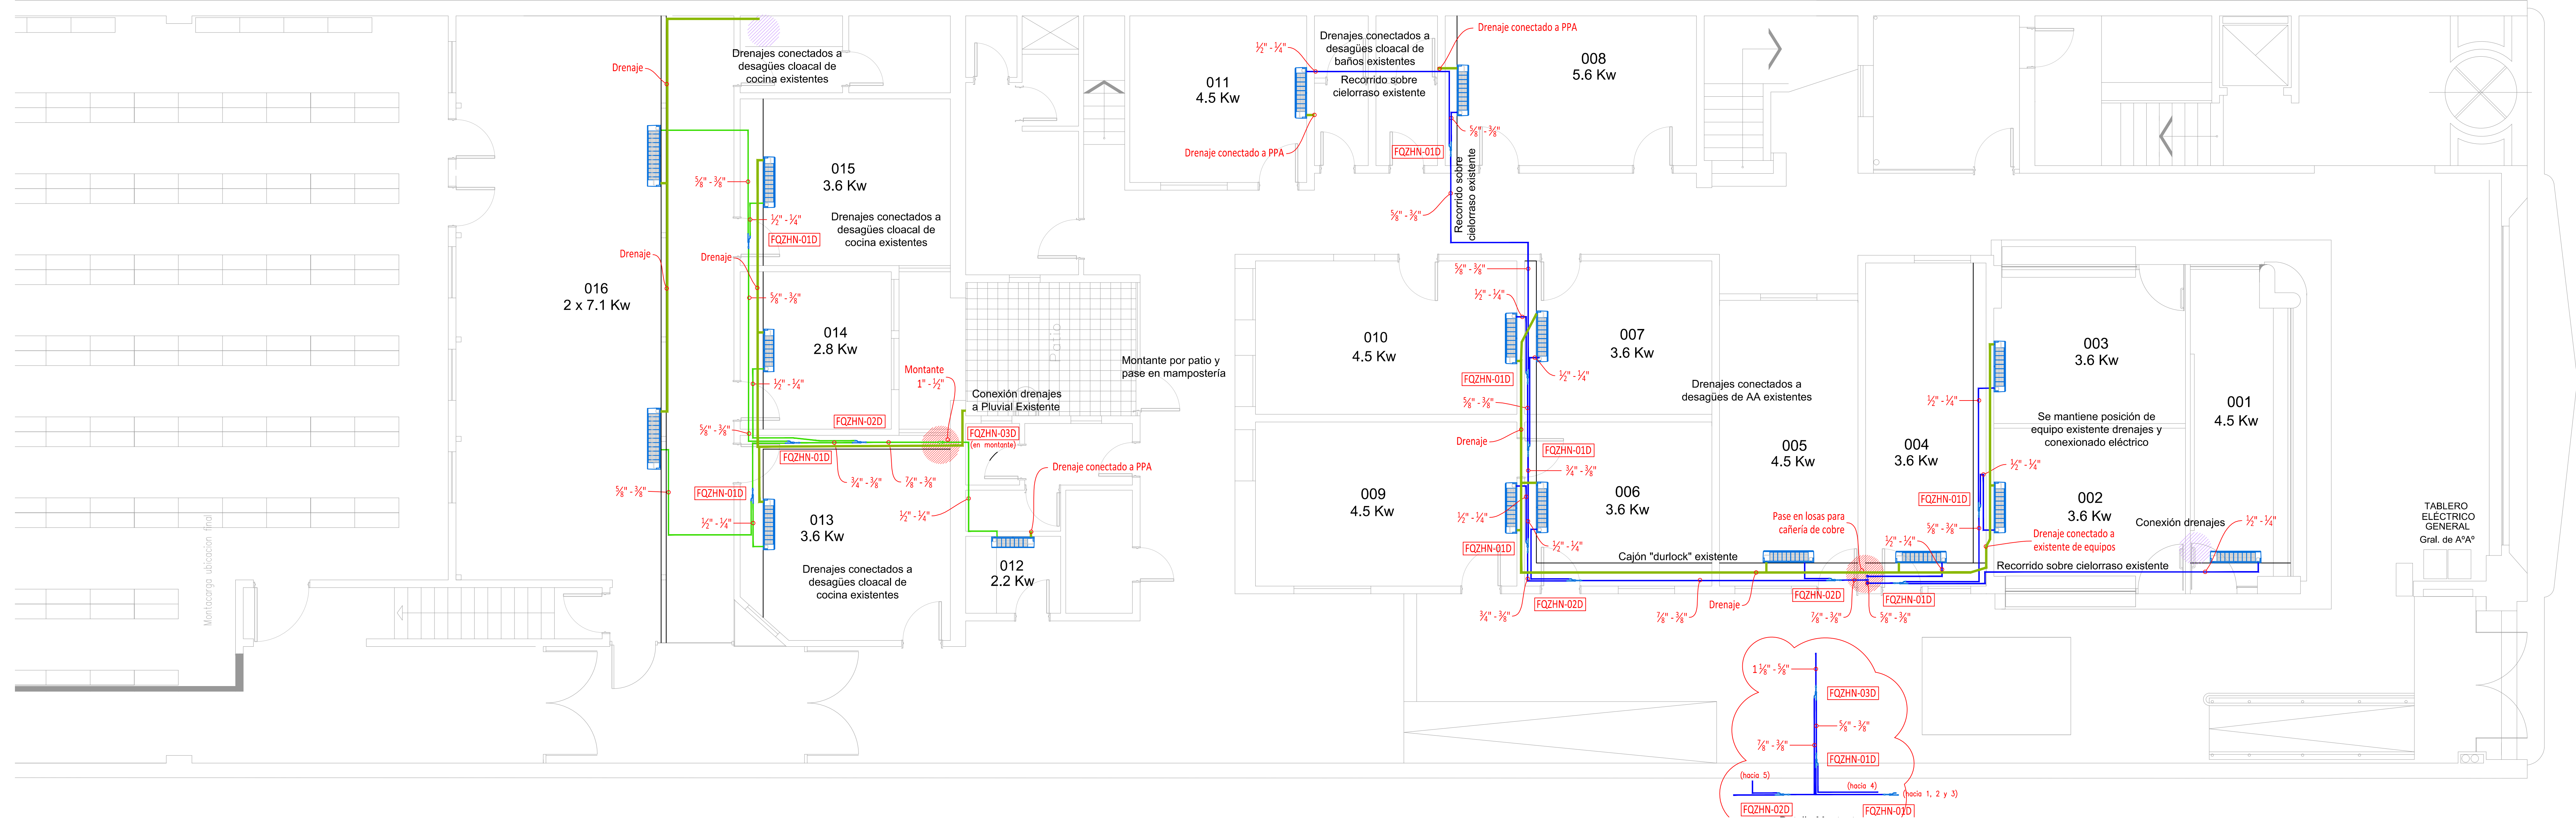 Drenajes conectados a
desagües cloacal de
cocina existentes
Drenaje
016
2 x 7.1 Kw
Drenaje
Montacarga ubicacion final
015
3.6 Kw
⅝" - ⅜"
½" - ¼"
FQZHN-01D
Drenajes conectados a
desagües cloacal de
cocina existentes
Drenaje
⅝" - ⅜"
014
2.8 Kw
½" - ¼"
⅝" - ⅜"
FQZHN-02D
FQZHN-01D
Montante
1" - ½"
Conexión drenajes
a Pluvial Existente
FQZHN-03D
(en montante)
¾" - ⅜"
⅞" - ⅜"
⅝" - ⅜"
FQZHN-01D
½" - ¼"
013
3.6 Kw
Drenajes conectados a
desagües cloacal de
cocina existentes
½" - ¼"
Drenaje conectado a PPA
012
2.2 Kw
Patio
Montante por patio y
pase en mampostería
011
4.5 Kw
½" - ¼"
Drenaje conectado a PPA
Drenajes conectados a
desagües cloacal de
baños existentes
Recorrido sobre
cielorraso existente
Drenaje conectado a PPA
008
5.6 Kw
⅝" - ⅜"
FQZHN-01D
Recorrido sobre
cielorraso existente
⅝" - ⅜"
⅝" - ⅜"
½" - ¼"
010
4.5 Kw
007
3.6 Kw
FQZHN-01D
½" - ¼"
⅝" - ⅜"
Drenajes conectados a
desagües de AA existentes
Drenaje
¾" - ⅜"
009
4.5 Kw
006
3.6 Kw
½" - ¼"
FQZHN-01D
½" - ¼"
Cajón "durlock" existente
¾" - ⅜"
FQZHN-02D
⅞" - ⅜"
Drenaje
005
4.5 Kw
Pase en losas para
cañería de cobre
004
3.6 Kw
FQZHN-01D
½" - ¼"
FQZHN-02D
FQZHN-01D
⅞" - ⅜"
⅝" - ⅜"
003
3.6 Kw
½" - ¼"
Se mantiene posición de
equipo existente drenajes y
conexionado eléctrico
½" - ¼"
002
3.6 Kw
⅝" - ⅜"
Drenaje conectado a
existente de equipos
Recorrido sobre cielorraso existente
001
4.5 Kw
Conexión drenajes
½" - ¼"
TABLERO
ELÉCTRICO
GENERAL
Gral. de AºAº
1 ⅛" - ⅝"
FQZHN-03D
⅝" - ⅜"
⅞" - ⅜"
FQZHN-01D
(hacia 5)
(hacia 4)
(hacia 1, 2 y 3)
FQZHN-02D
FQZHN-01D